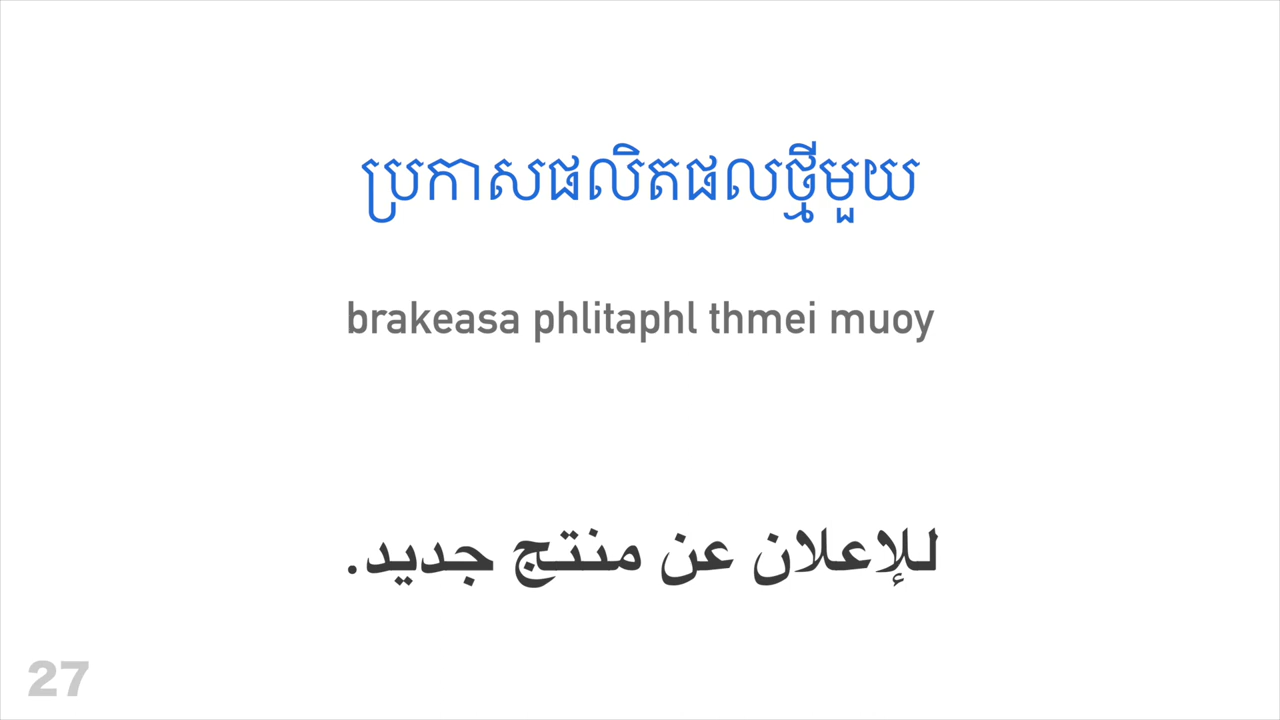 ប្រកាសផលិតផលថ្មីមួយ
brakeasa phlitaphl thmei muoy
للإعلان عن منتج جديد.
27